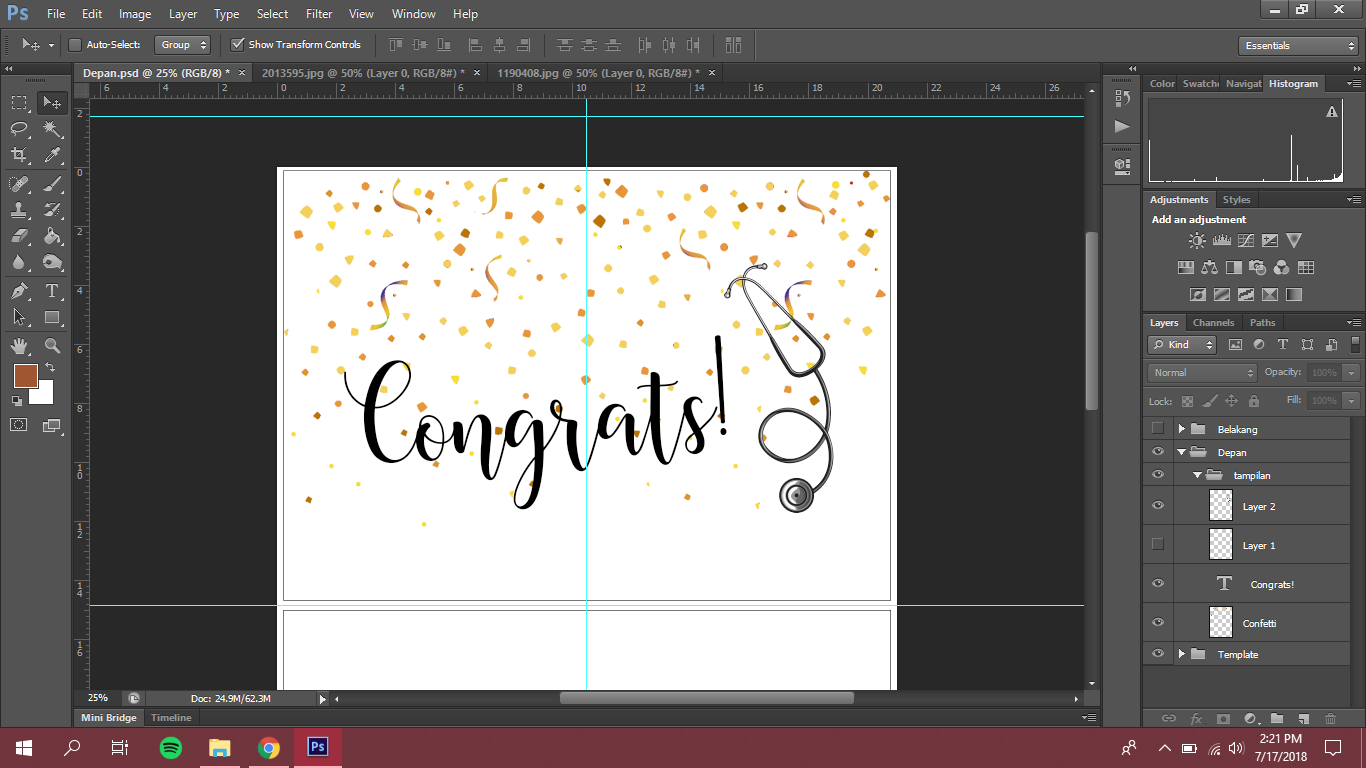 Ps File Edit Image Layer Type Select Filter View Window Help
Auto-Select: Group Show Transform Controls Essentials
Depan.psd @ 25% (RGB/8) * 2013595.jpg @ 50% (Layer 0, RGB/8#) * 1190408.jpg @ 50% (Layer 0, RGB/8#) *
6 4 2 0 2 4 6 8 10 12 14 16 18 20 22 24 26
2
0
2
4
6
8
10
12
14
16
Congrats!
25% Doc: 24.9M/62.3M
Mini Bridge Timeline
Color Swatche Navigat Histogram
Adjustments Styles
Add an adjustment
Layers Channels Paths
Kind
Normal Opacity: 100%
Lock: Fill: 100%
Belakang
Depan
tampilan
Layer 2
Layer 1
T Congrats!
Confetti
Template
fx
Ps
2:21 PM
7/17/2018